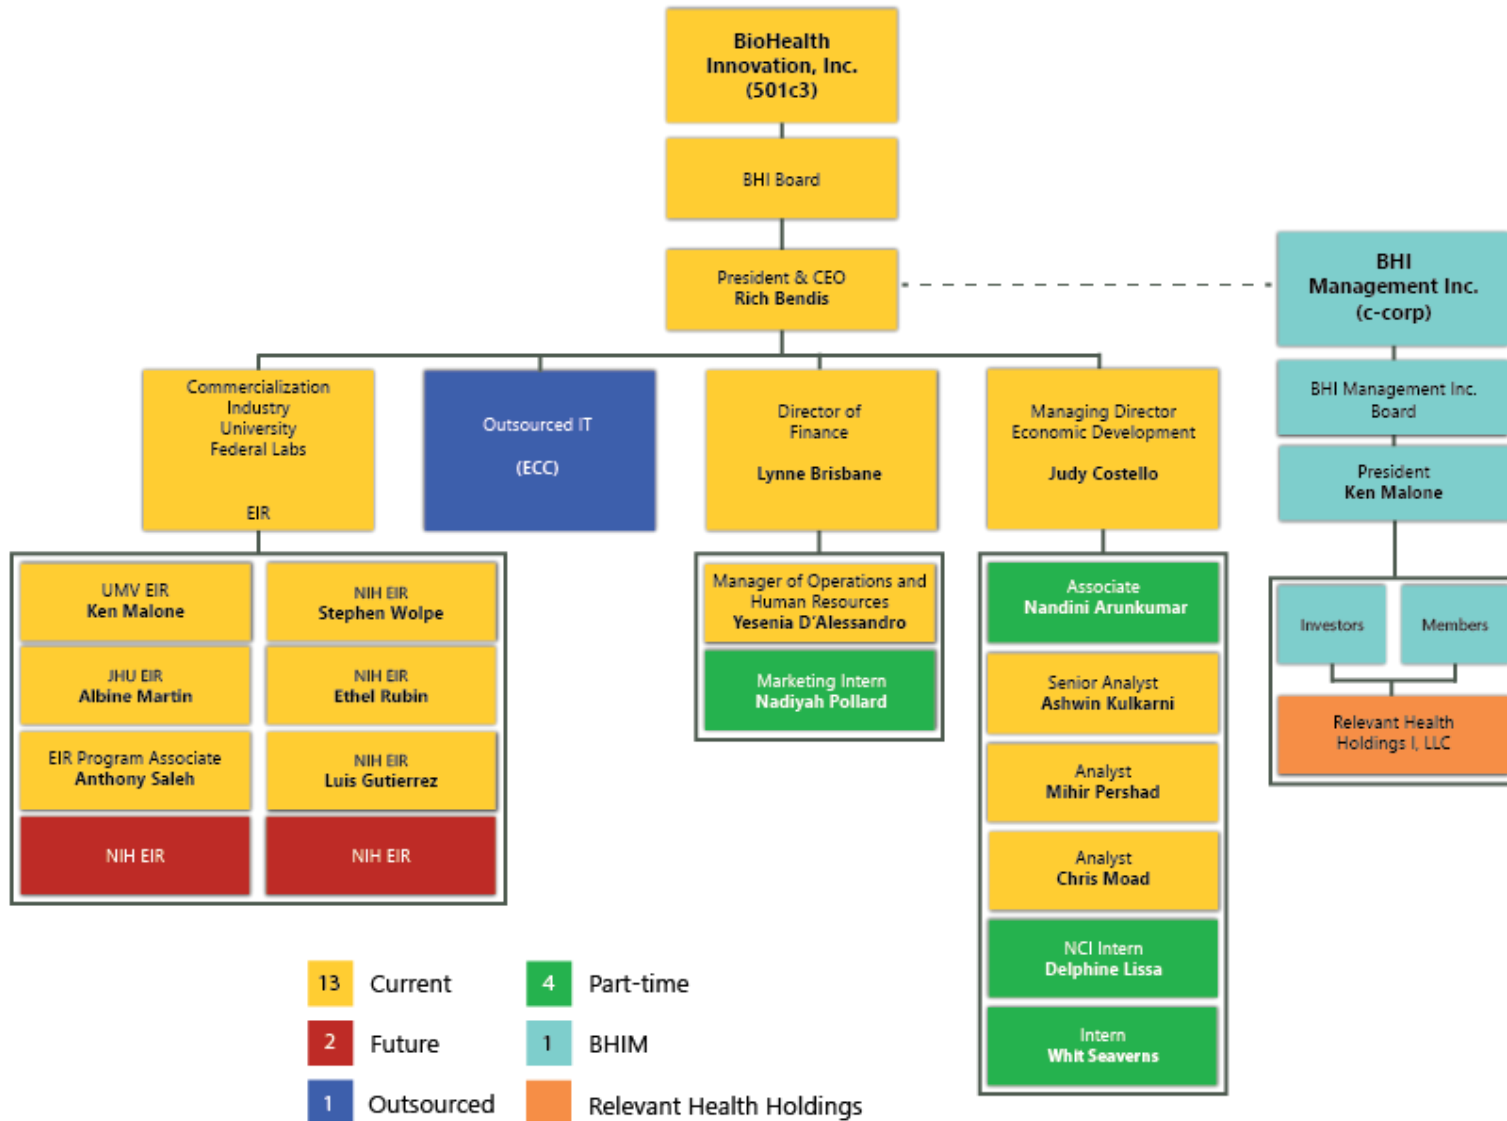 BioHealth
Innovation, Inc.
(501c3)
BHI Board
President & CEO
Rich Bendis
BHI
Management Inc.
(c-corp)
BHI Management Inc.
Board
President
Ken Malone
Investors
Members
Relevant Health
Holdings I, LLC
Commercialization
Industry
University
Federal Labs
EIR
Outsourced IT
(ECC)
Director of
Finance
Lynne Brisbane
Managing Director
Economic Development
Judy Costello
UMV EIR
Ken Malone
NIH EIR
Stephen Wolpe
JHU EIR
Albine Martin
NIH EIR
Ethel Rubin
EIR Program Associate
Anthony Saleh
NIH EIR
Luis Gutierrez
NIH EIR
NIH EIR
Manager of Operations and
Human Resources
Yesenia D'Alessandro
Marketing Intern
Nadiyah Pollard
Associate
Nandini Arunkumar
Senior Analyst
Ashwin Kulkarni
Analyst
Mihir Pershad
Analyst
Chris Moad
NCI Intern
Delphine Lissa
Intern
Whit Seaverns
13 Current
4 Part-time
2 Future
1 BHIM
1 Outsourced
Relevant Health Holdings